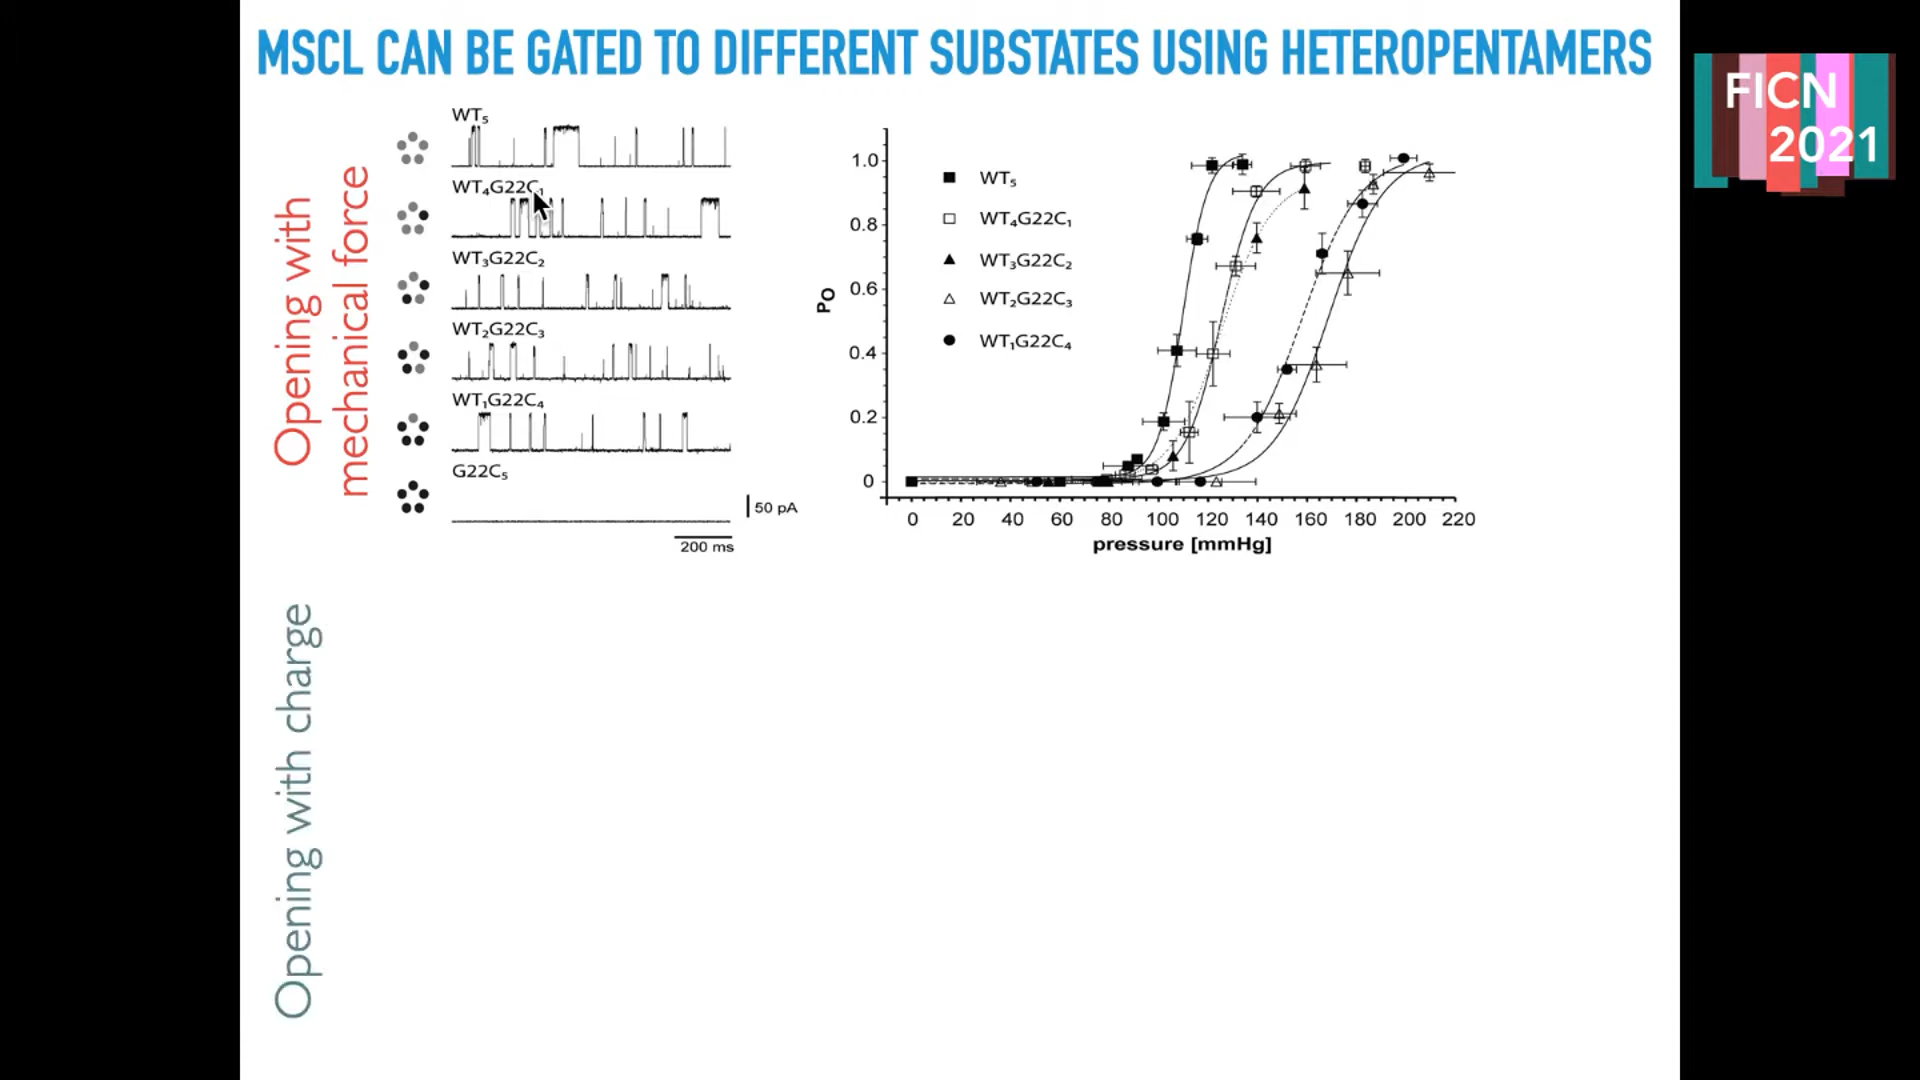 MSCL CAN BE GATED TO DIFFERENT SUBSTATES USING HETEROPENTAMERS
FICN
2021
Opening with
mechanical force
WT₅
WT₄G22C₁
WT₃G22C₂
WT₂G22C₃
WT₁G22C₄
G22C₅
50 pA
200 ms
Po
1.0
0.8
0.6
0.4
0.2
0
WT₅
WT₄G22C₁
WT₃G22C₂
WT₂G22C₃
WT₁G22C₄
0 20 40 60 80 100 120 140 160 180 200 220
pressure [mmHg]
Opening with charge